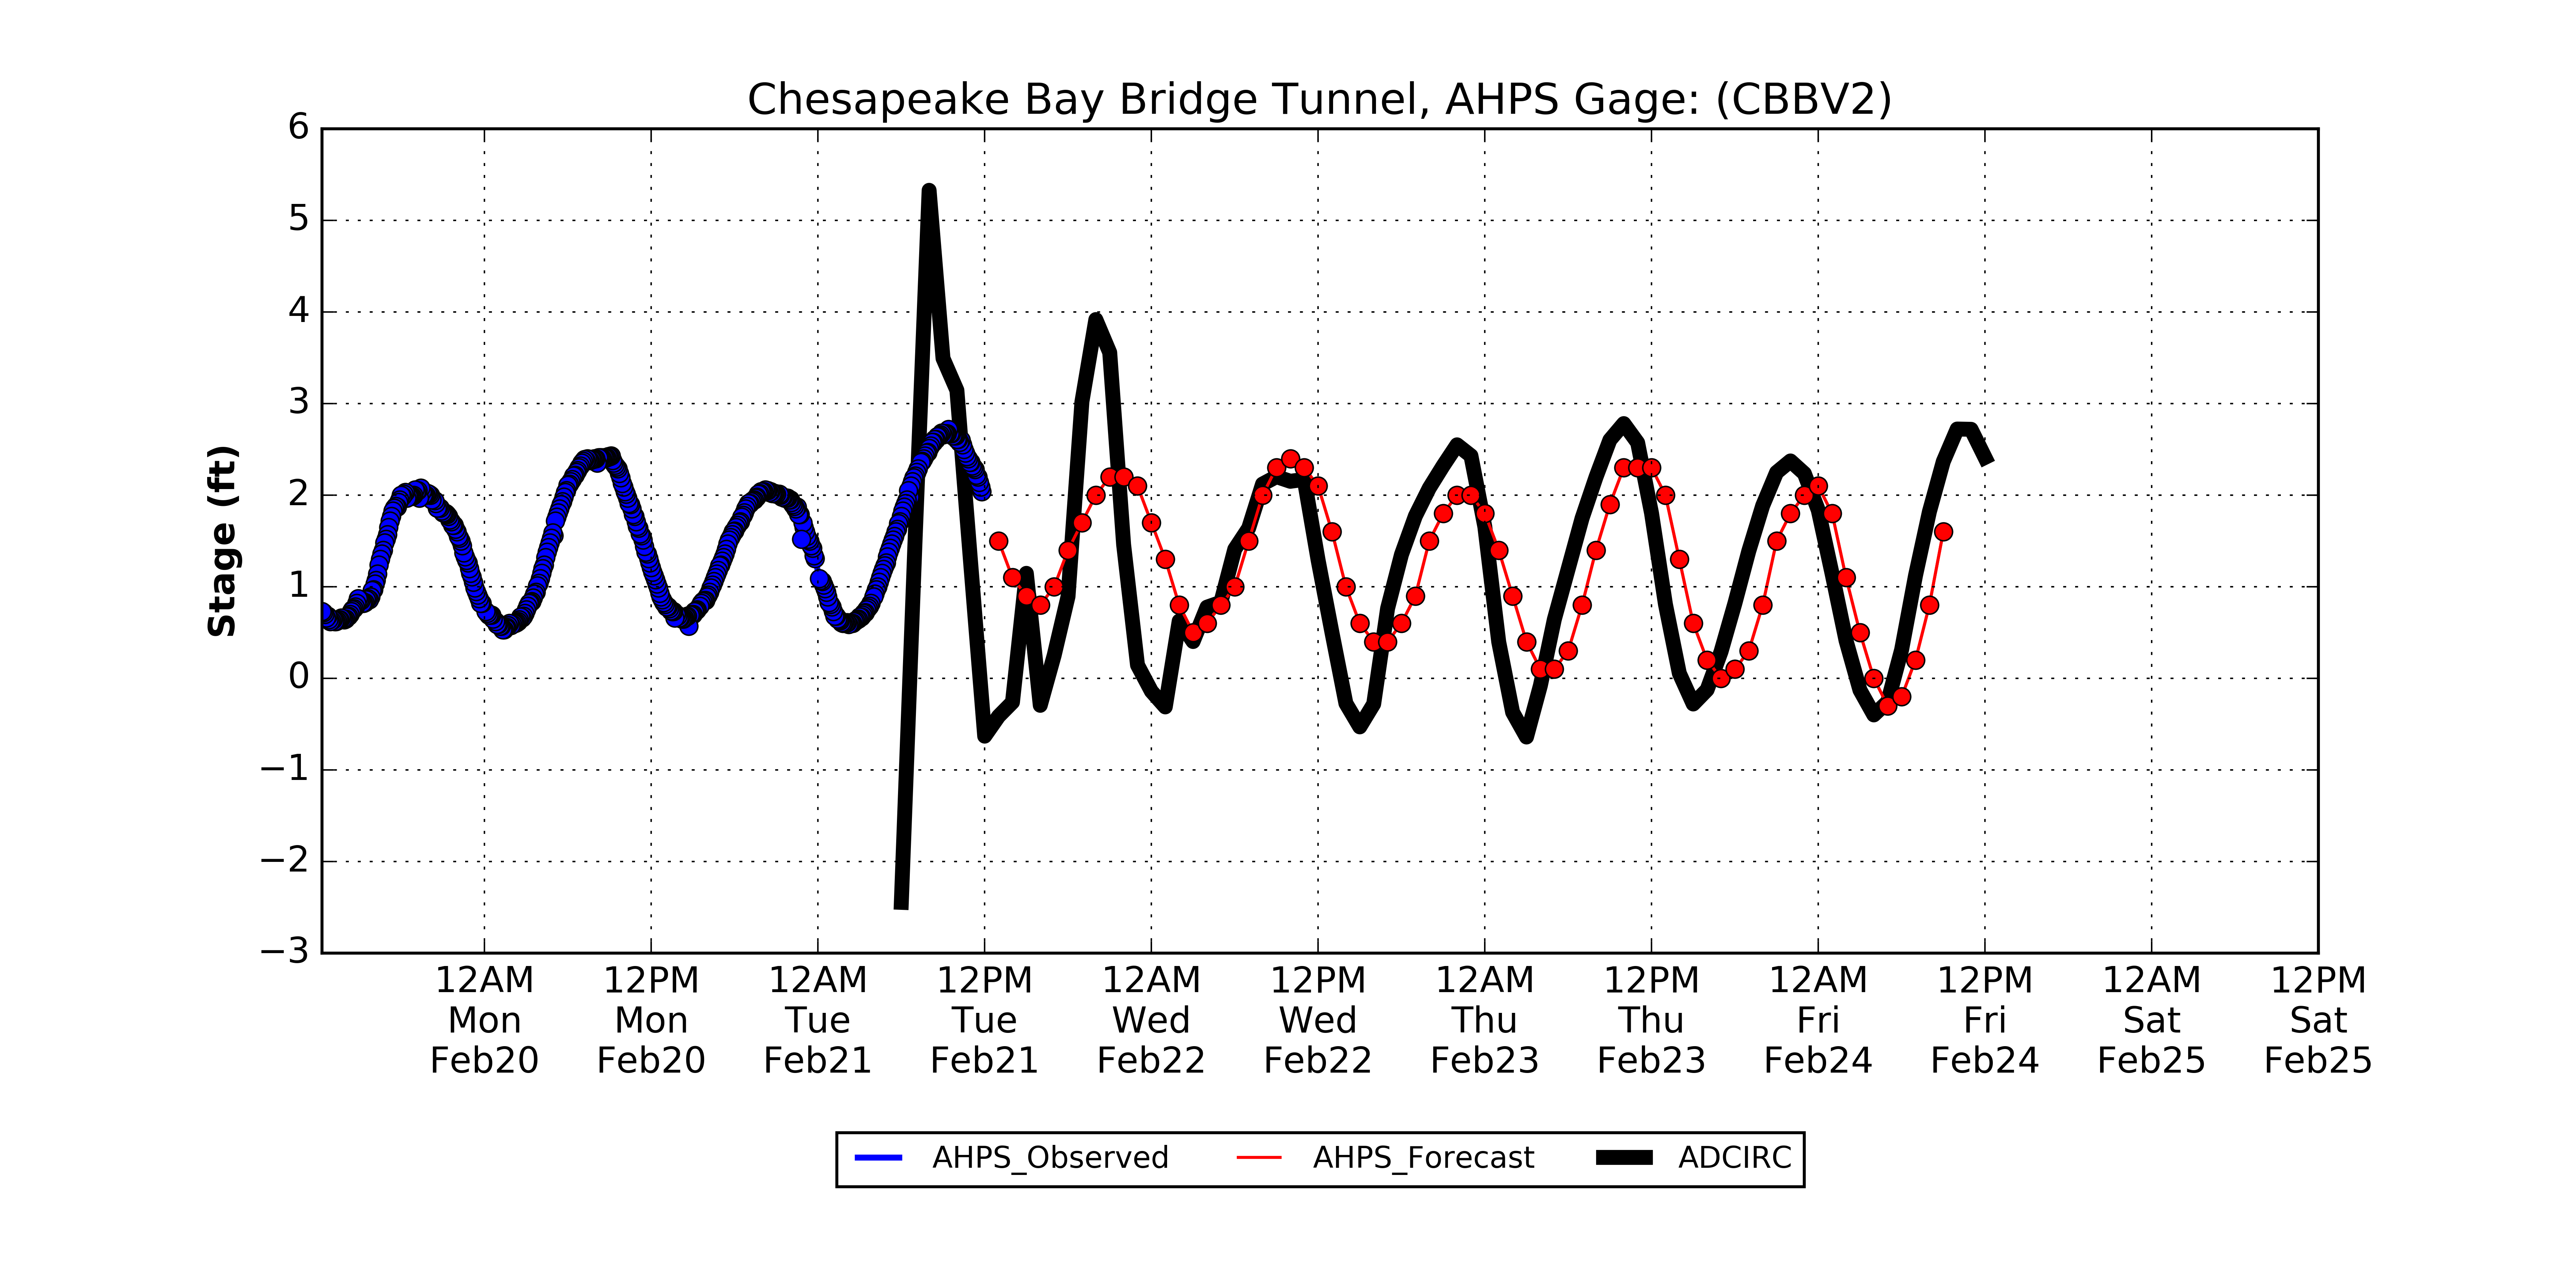 Chesapeake Bay Bridge Tunnel, AHPS Gage: (CBBV2)
6
5
4
3
2
1
0
−1
−2
−3
Stage (ft)
12AM 12PM 12AM 12PM 12AM 12PM 12AM 12PM 12AM 12PM 12AM 12PM
Mon Mon Tue Tue Wed Wed Thu Thu Fri Fri Sat Sat
Feb20 Feb20 Feb21 Feb21 Feb22 Feb22 Feb23 Feb23 Feb24 Feb24 Feb25 Feb25
AHPS_Observed AHPS_Forecast ADCIRC